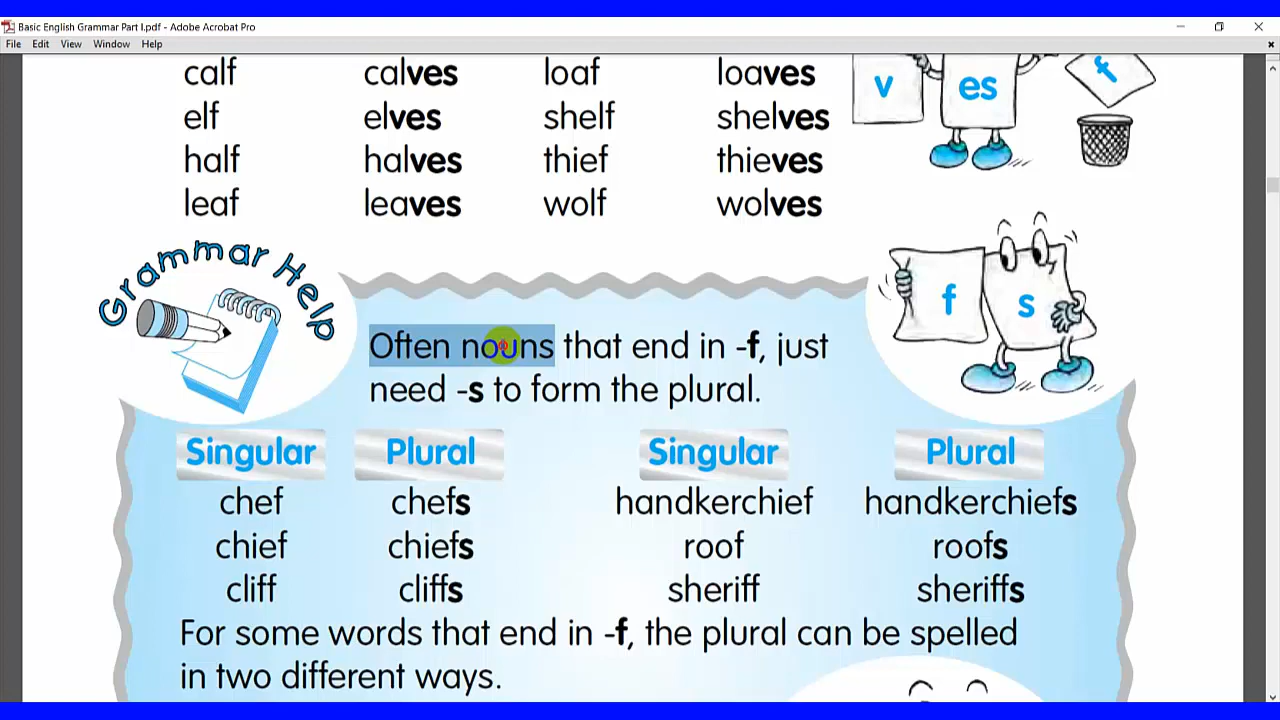 Basic English Grammar Part I.pdf - Adobe Acrobat Pro
File Edit View Window Help
calf calves loaf loaves
elf elves shelf shelves
half halves thief thieves
leaf leaves wolf wolves
v es f
Grammar Help
f s
Often nouns that end in -f, just
need -s to form the plural.
Singular Plural Singular Plural
chef chefs handkerchief handkerchiefs
chief chiefs roof roofs
cliff cliffs sheriff sheriffs
For some words that end in -f, the plural can be spelled
in two different ways.